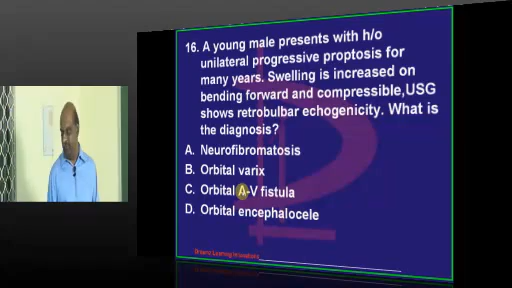 16. A young male presents with h/o
unilateral progressive proptosis for
many years. Swelling is increased on
bending forward and compressible,USG
shows retrobulbar echogenicity. What is
the diagnosis?
A. Neurofibromatosis
B. Orbital varix
C. Orbital A-V fistula
D. Orbital encephalocele